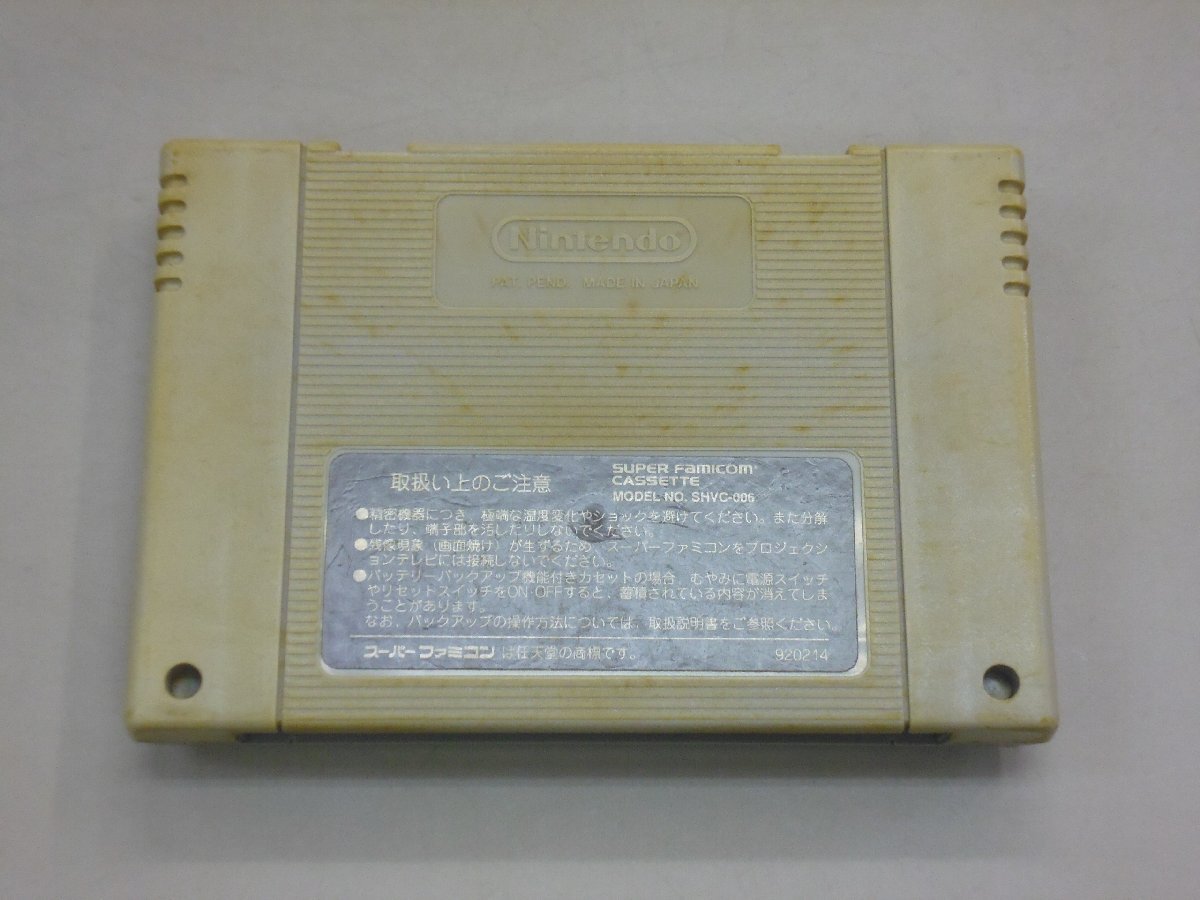 Nintendo
PAT. PEND. MADE IN JAPAN
取扱い上のご注意
SUPER FAMICOM
CASSETTE
MODEL NO. SHVC-006
●精密機器につき、極端な温度変化やショックを避けてください。また分解
したり、端子部を汚したりしないでください。
●残像現象（画面焼け）が生ずるため、スーパーファミコンをプロジェクシ
ョンテレビには接続しないでください。
●バッテリーバックアップ機能付きカセットの場合、むやみに電源スイッチ
やリセットスイッチをON・OFFすると、蓄積されている内容が消えてしま
うことがあります。
なお、バックアップの操作方法については、取扱説明書をご参照ください。
スーパーファミコン は任天堂の商標です。
920214